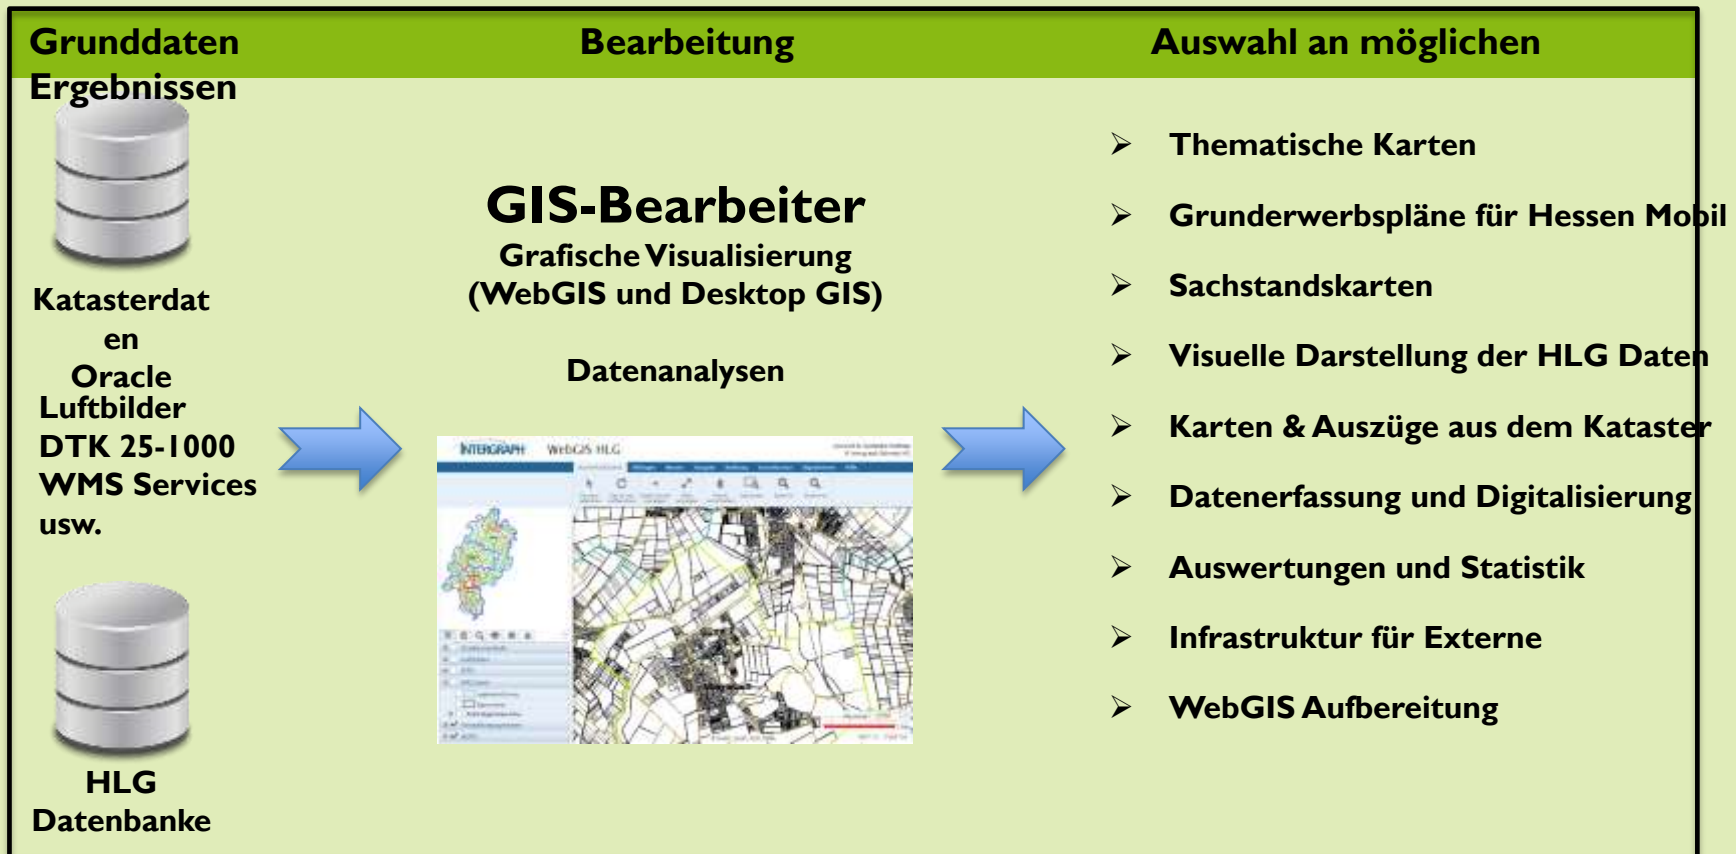 Grunddaten Bearbeitung Auswahl an möglichen
Ergebnissen
Katasterdat
en
Oracle
Luftbilder
DTK 25-1000
WMS Services
usw.
HLG
Datenbanke
GIS-Bearbeiter
Grafische Visualisierung
(WebGIS und Desktop GIS)
Datenanalysen
INTERGRAPH WebGIS HLG
➢ Thematische Karten
➢ Grunderwerbspläne für Hessen Mobil
➢ Sachstandskarten
➢ Visuelle Darstellung der HLG Daten
➢ Karten & Auszüge aus dem Kataster
➢ Datenerfassung und Digitalisierung
➢ Auswertungen und Statistik
➢ Infrastruktur für Externe
➢ WebGIS Aufbereitung